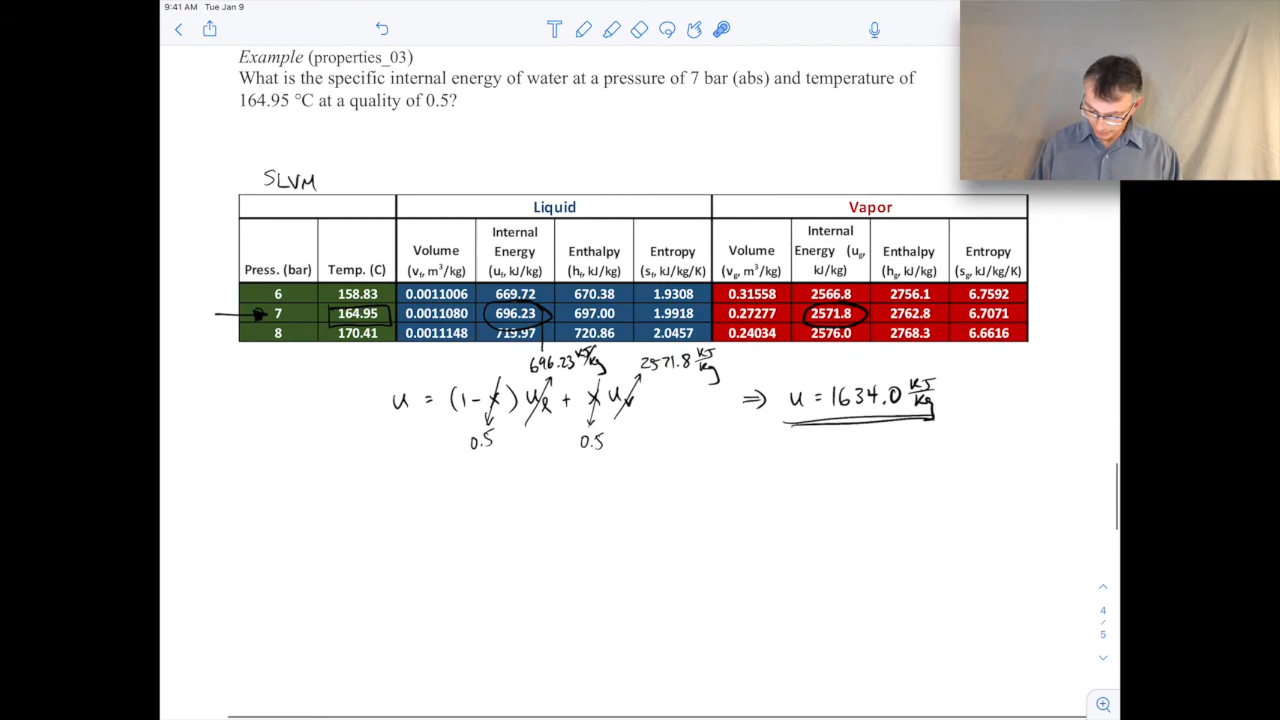 9:41 AM Tue Jan 9
Example (properties_03)
What is the specific internal energy of water at a pressure of 7 bar (abs) and temperature of
164.95 °C at a quality of 0.5?
SLVM
Liquid Vapor
Press. (bar) Temp. (C) Volume (vf, m³/kg) Internal Energy (uf, kJ/kg) Enthalpy (hf, kJ/kg) Entropy (sf, kJ/kg/K) Volume (vg, m³/kg) Internal Energy (ug, kJ/kg) Enthalpy (hg, kJ/kg) Entropy (sg, kJ/kg/K)
6 158.83 0.0011006 669.72 670.38 1.9308 0.31558 2566.8 2756.1 6.7592
7 164.95 0.0011080 696.23 697.00 1.9918 0.27277 2571.8 2762.8 6.7071
8 170.41 0.0011148 719.97 720.86 2.0457 0.24034 2576.0 2768.3 6.6616
696.23 kJ/kg 2571.8 kJ/kg
u = (1-x) ul + x uv ⇒ u = 1634.0 kJ/kg
0.5 0.5
4
/
5